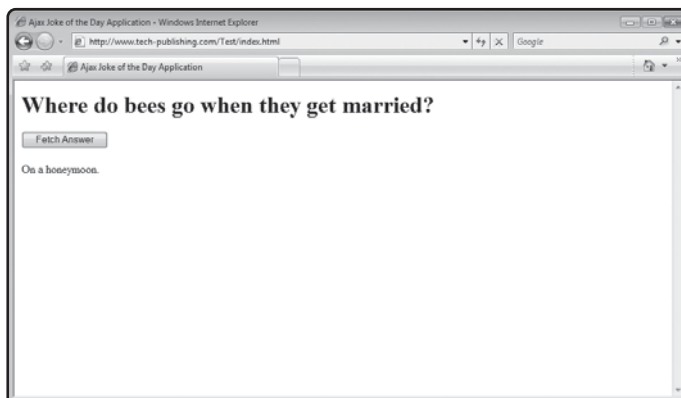 Ajax Joke of the Day Application - Windows Internet Explorer
http://www.tech-publishing.com/Test/index.html
Google
Ajax Joke of the Day Application
Where do bees go when they get married?
Fetch Answer
On a honeymoon.